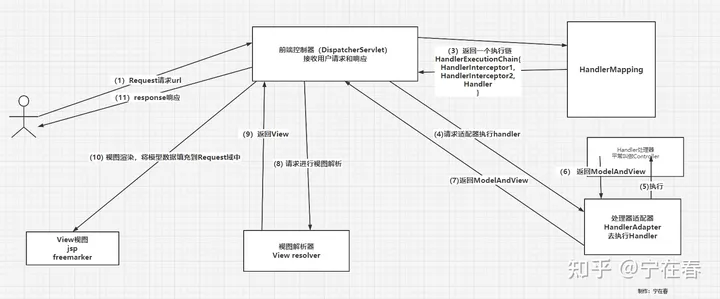 前端控制器（DispatcherServlet）
接收用户请求和响应
(3) 返回一个执行链
HandlerExecutionChain{
HandlerInterceptor1,
HandlerInterceptor2,
Handler
}
HandlerMapping
(1) Request请求url
(11) response响应
(9) 返回View
(4)请求适配器执行handler
(10) 视图渲染，将模型数据填充到Request域中
(8) 请求进行视图解析
Handler处理器
平常叫做Controller
(7)返回ModelAndView
(6) 返回ModelAndView
(5)执行
View视图
jsp
freemarker
视图解析器
View resolver
处理器适配器
HandlerAdapter
去执行Handler
知乎 @宁在春
制作：宁在春